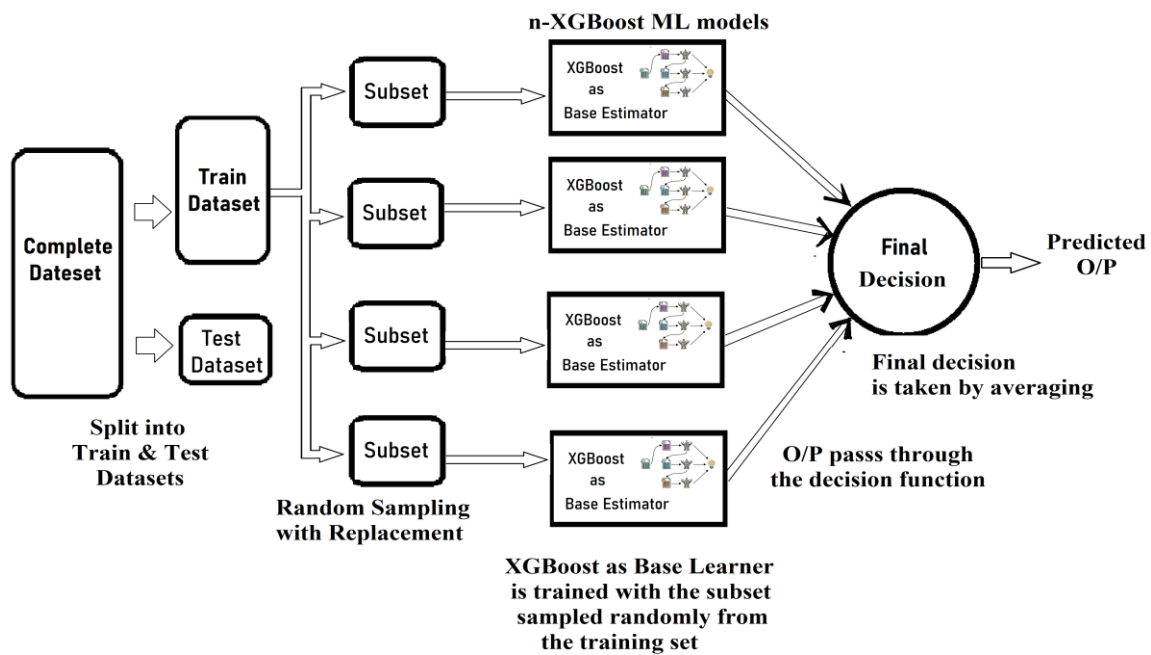 n-XGBoost ML models
Complete
Dateset
Train
Dataset
Test
Dataset
Split into
Train & Test
Datasets
Subset
Subset
Subset
Subset
Random Sampling
with Replacement
XGBoost
as
Base Estimator
XGBoost
as
Base Estimator
XGBoost
as
Base Estimator
XGBoost
as
Base Estimator
XGBoost as Base Learner
is trained with the subset
sampled randomly from
the training set
Final
Decision
Predicted
O/P
Final decision
is taken by averaging
O/P passs through
the decision function